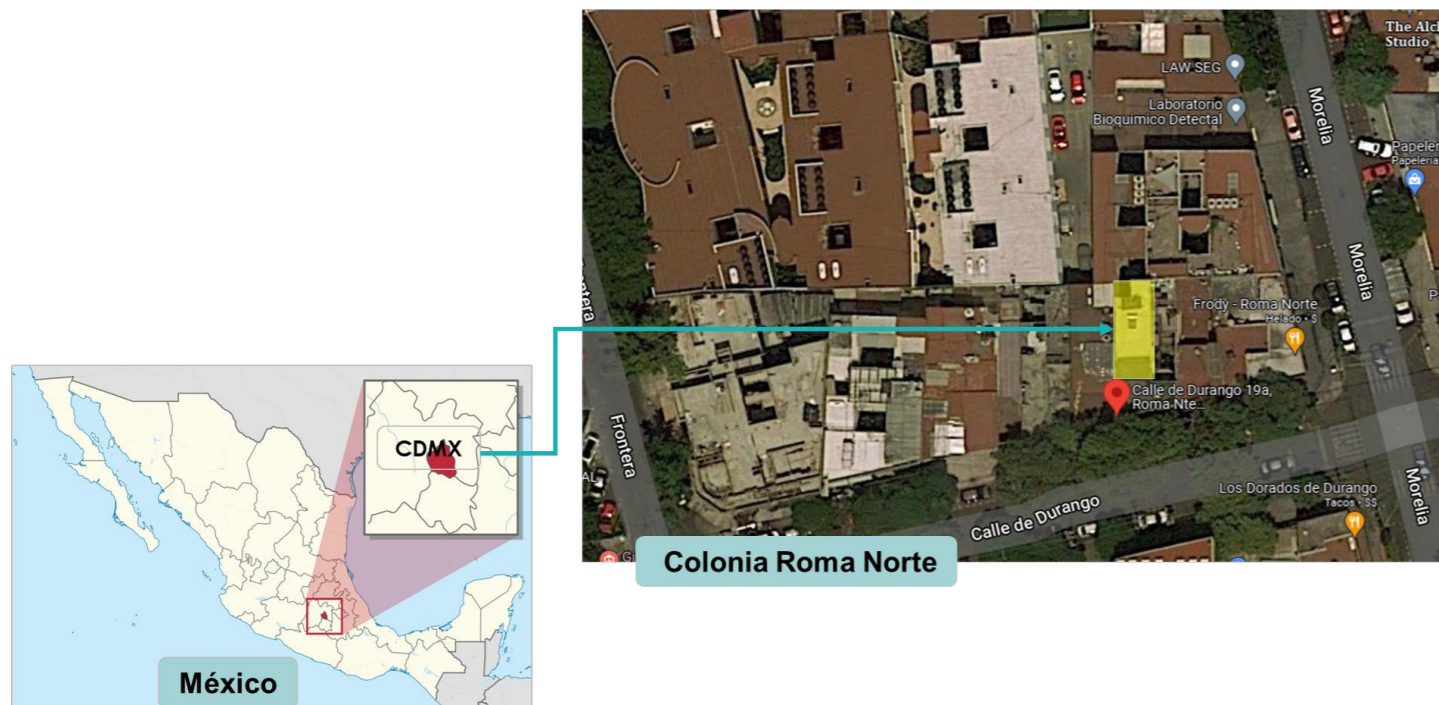 The Alch
Studio
LAW SEG
Laboratorio
Bioquimico Detectal
Morelia
Papeler
Papeleria
Morelia
Frontera
Frody - Roma Norte
Helado • $
Calle de Durango 19a,
Roma Nte...
Frontera
Los Dorados de Durango
Tacos • $$
Morelia
Calle de Durango
Colonia Roma Norte
CDMX
México